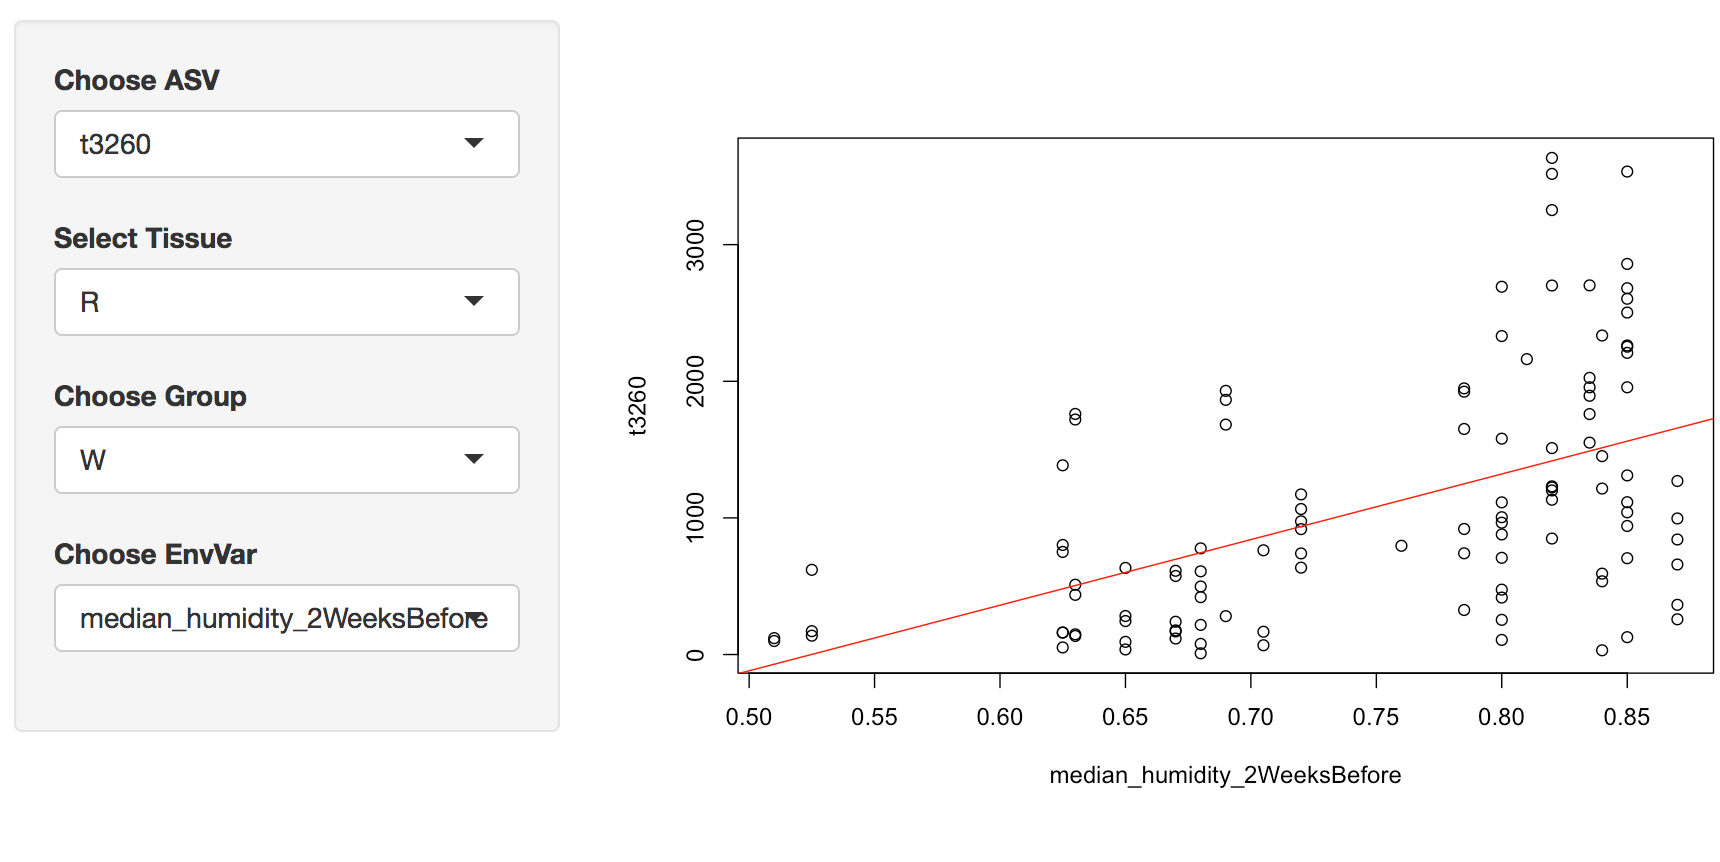 Choose ASV
t3260
Select Tissue
R
Choose Group
W
Choose EnvVar
median_humidity_2WeeksBefore
t3260
3000
2000
1000
0
0.50 0.55 0.60 0.65 0.70 0.75 0.80 0.85
median_humidity_2WeeksBefore